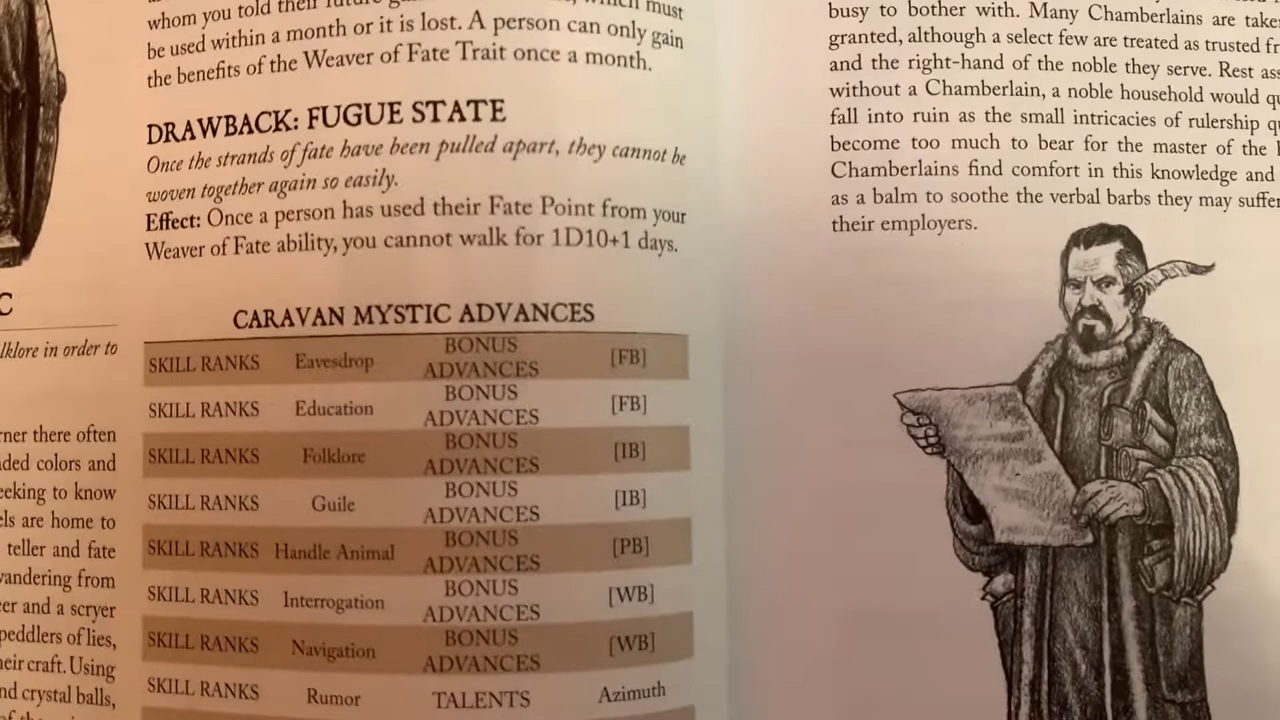 whom you told their future
must
be used within a month or it is lost. A person can only gain
the benefits of the Weaver of Fate Trait once a month.
DRAWBACK: FUGUE STATE
Once the strands of fate have been pulled apart, they cannot be
woven together again so easily.
Effect: Once a person has used their Fate Point from your
Weaver of Fate ability, you cannot walk for 1D10+1 days.
CARAVAN MYSTIC ADVANCES
SKILL RANKS Eavesdrop BONUS ADVANCES [FB]
SKILL RANKS Education BONUS ADVANCES [FB]
SKILL RANKS Folklore BONUS ADVANCES [IB]
SKILL RANKS Guile BONUS ADVANCES [IB]
SKILL RANKS Handle Animal BONUS ADVANCES [PB]
SKILL RANKS Interrogation BONUS ADVANCES [WB]
SKILL RANKS Navigation BONUS ADVANCES [WB]
SKILL RANKS Rumor TALENTS Azimuth
C
lklore in order to
rner there often
ded colors and
eeking to know
els are home to
teller and fate
wandering from
er and a scryer
peddlers of lies,
heir craft. Using
nd crystal balls,
busy to bother with. Many Chamberlains are take
granted, although a select few are treated as trusted fr
and the right-hand of the noble they serve. Rest ass
without a Chamberlain, a noble household would qu
fall into ruin as the small intricacies of rulership q
become too much to bear for the master of the
Chamberlains find comfort in this knowledge and
as a balm to soothe the verbal barbs they may suffe
their employers.